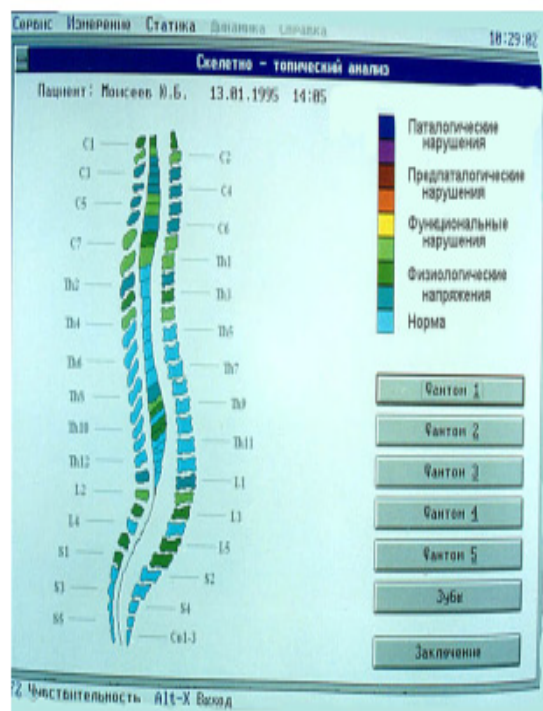 Сервис Измерение Статика Динамика Справка
10:29:02
Скелетно - топический анализ
Пациент: Моисеев Ю.Б. 13.01.1995 14:05
C1
C2
C3
C4
C5
C6
C7
Th1
Th2
Th3
Th4
Th5
Th6
Th7
Th8
Th9
Th10
Th11
Th12
L1
L2
L3
L4
L5
S1
S2
S3
S4
S5
Co1-3
Паталогические
нарушения
Предпаталогические
нарушения
Функциональные
нарушения
Физиологические
напряжения
Норма
Фантом 1
Фантом 2
Фантом 3
Фантом 4
Фантом 5
Зубы
Заключение
Чувствительность Alt-X Выход